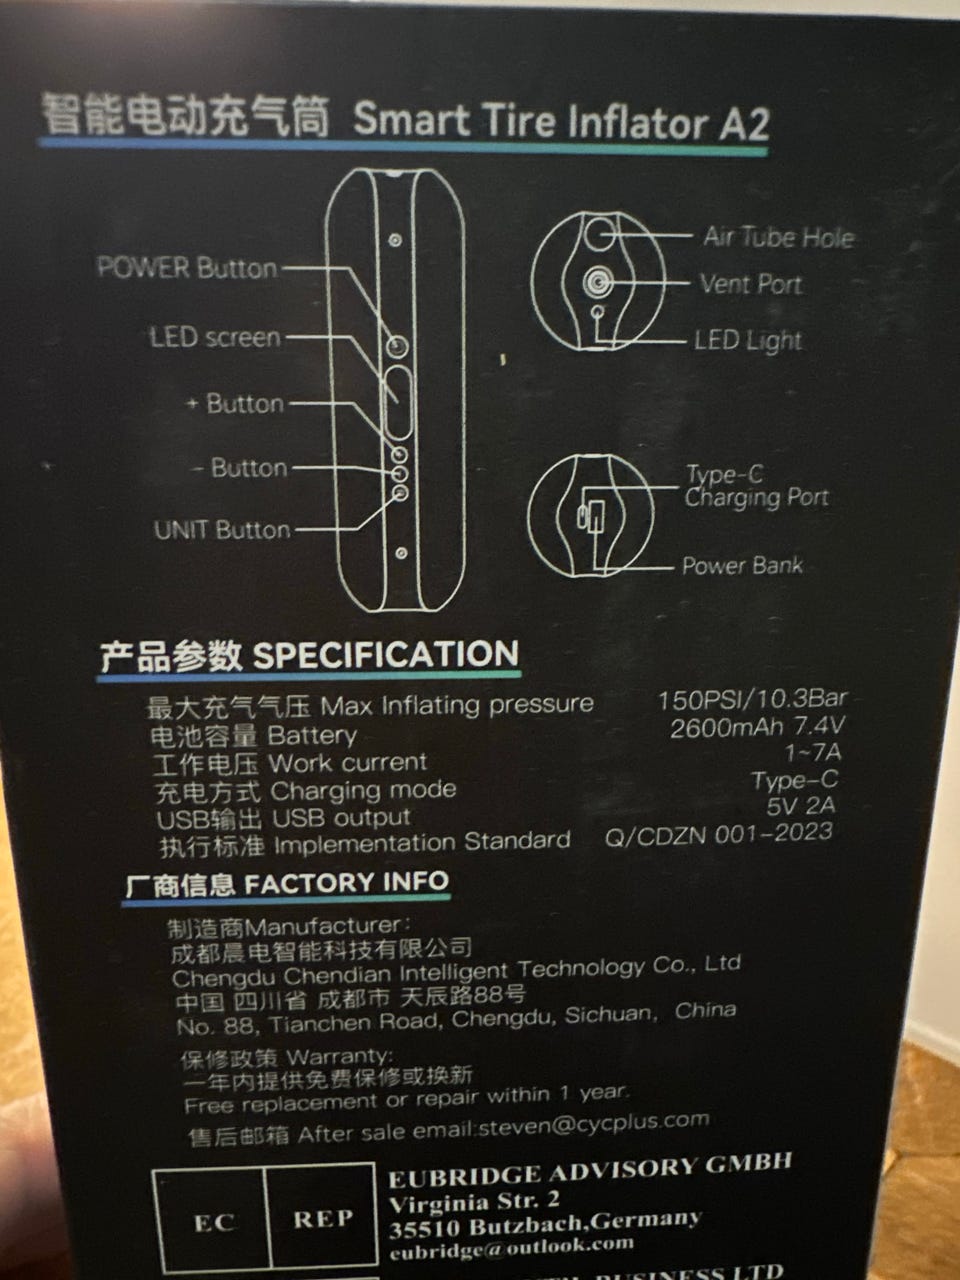 智能电动充气筒 Smart Tire Inflator A2
POWER Button
LED screen
+ Button
- Button
UNIT Button
Air Tube Hole
Vent Port
LED Light
Type-C
Charging Port
Power Bank
产品参数 SPECIFICATION
最大充气气压 Max Inflating pressure 150PSI/10.3Bar
电池容量 Battery 2600mAh 7.4V
工作电压 Work current 1~7A
充电方式 Charging mode Type-C
USB输出 USB output 5V 2A
执行标准 Implementation Standard Q/CDZN 001-2023
厂商信息 FACTORY INFO
制造商Manufacturer:
成都晨电智能科技有限公司
Chengdu Chendian Intelligent Technology Co., Ltd
中国 四川省 成都市 天辰路88号
No. 88, Tianchen Road, Chengdu, Sichuan, China
保修政策 Warranty:
一年内提供免费保修或换新
Free replacement or repair within 1 year.
售后邮箱 After sale email:steven@cycplus.com
EC REP
EUBRIDGE ADVISORY GMBH
Virginia Str. 2
35510 Butzbach,Germany
eubridge@outlook.com
BUSINESS LTD